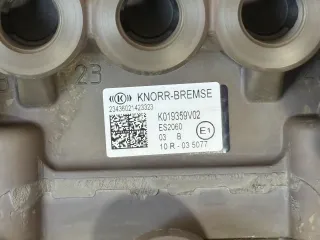 23
KNORR-BREMSE
23436021423323
K019359V02
ES2060
03 B
E1
10 R - 03 5077